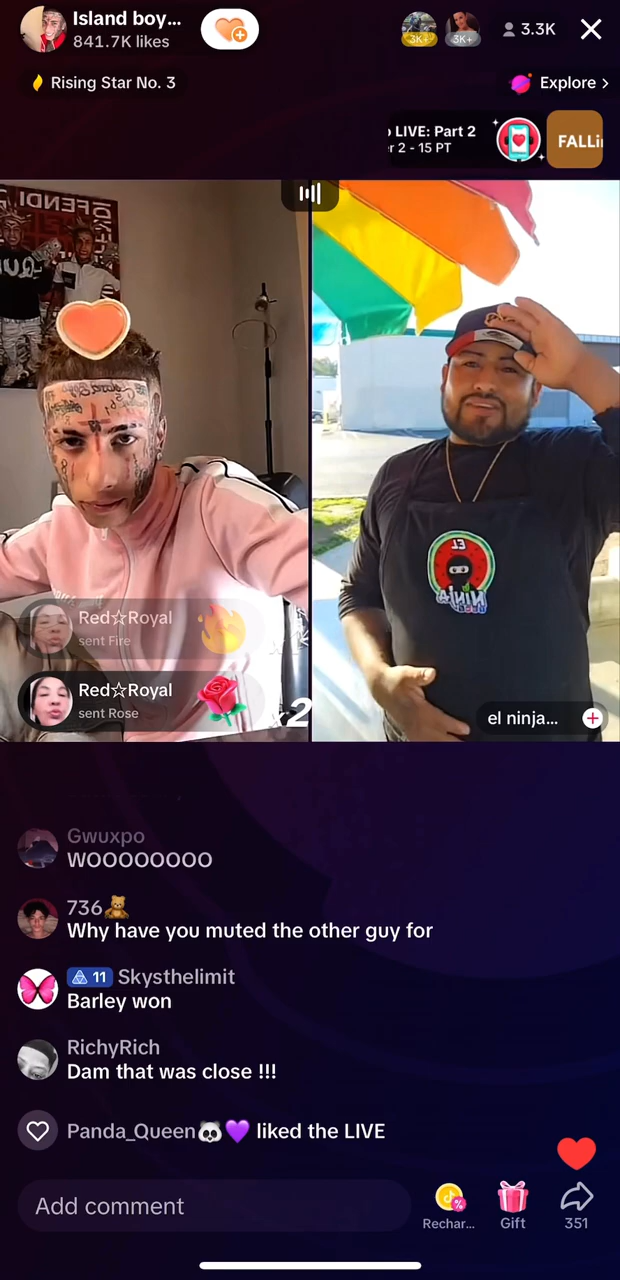 Island boy...
841.7K likes
3K+
3K+
3.3K
Rising Star No. 3
Explore >
LIVE: Part 2
r 2 - 15 PT
FALLi
Red☆Royal
sent Fire
Red☆Royal
sent Rose
x2
EL
NINJA
el ninja...
Gwuxpo
WOOOOOOOO
736🧸
Why have you muted the other guy for
11 Skysthelimit
Barley won
RichyRich
Dam that was close !!!
Panda_Queen🐼💜 liked the LIVE
Add comment
Rechar...
Gift
351